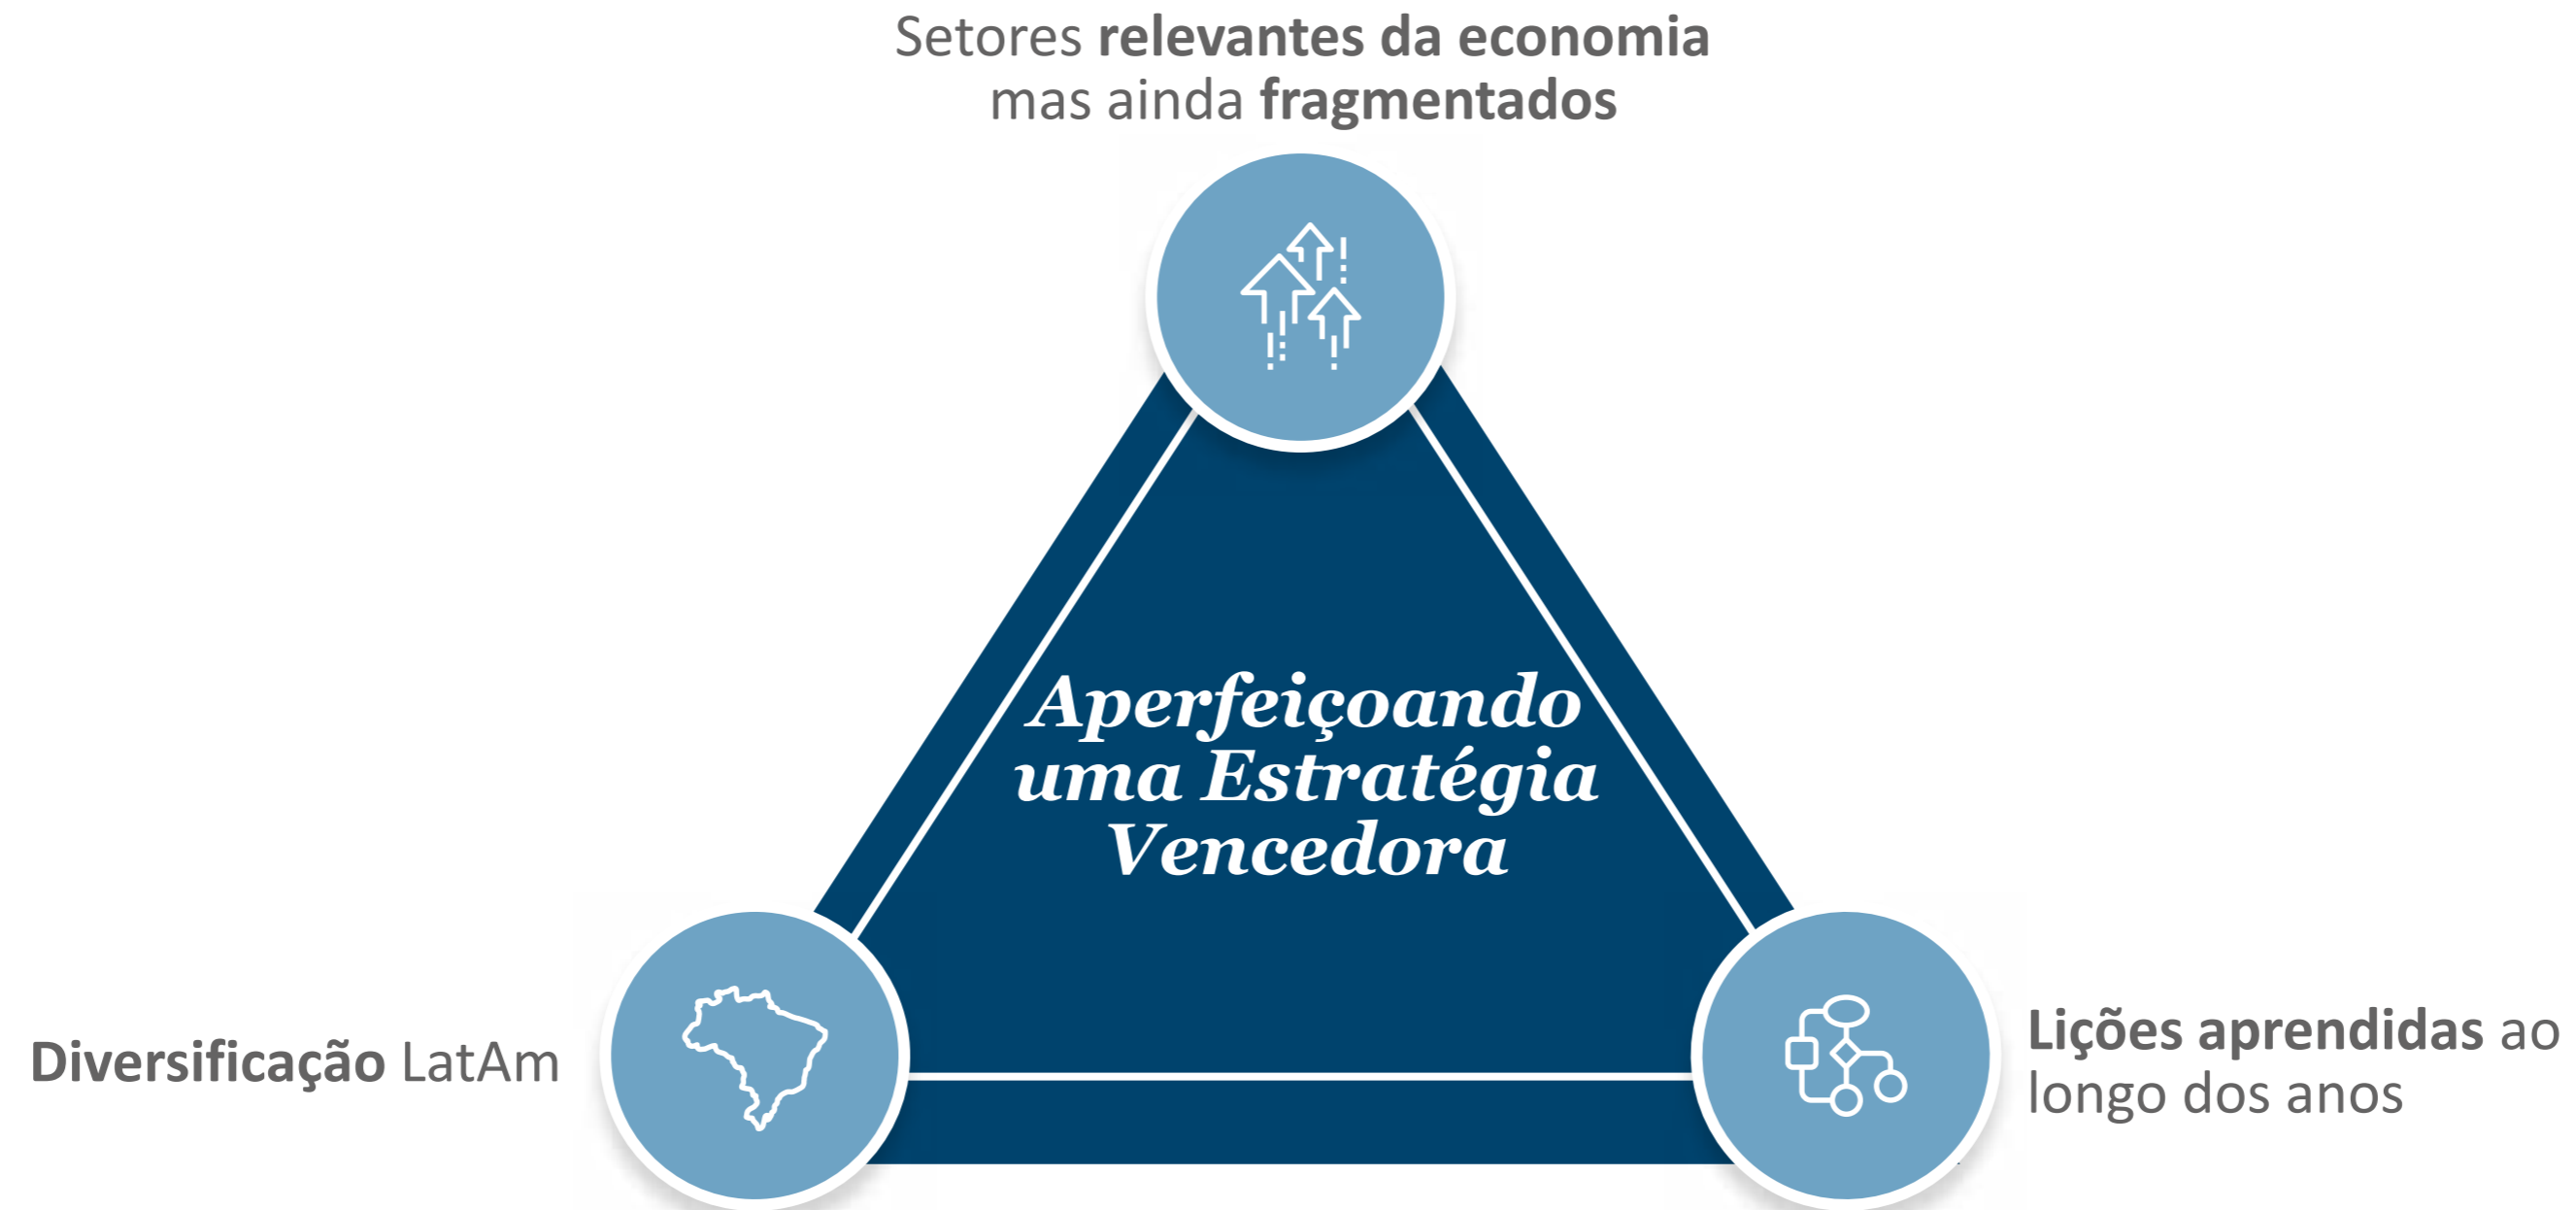 Setores relevantes da economia
mas ainda fragmentados
Aperfeiçoando
uma Estratégia
Vencedora
Diversificação LatAm
Lições aprendidas ao
longo dos anos